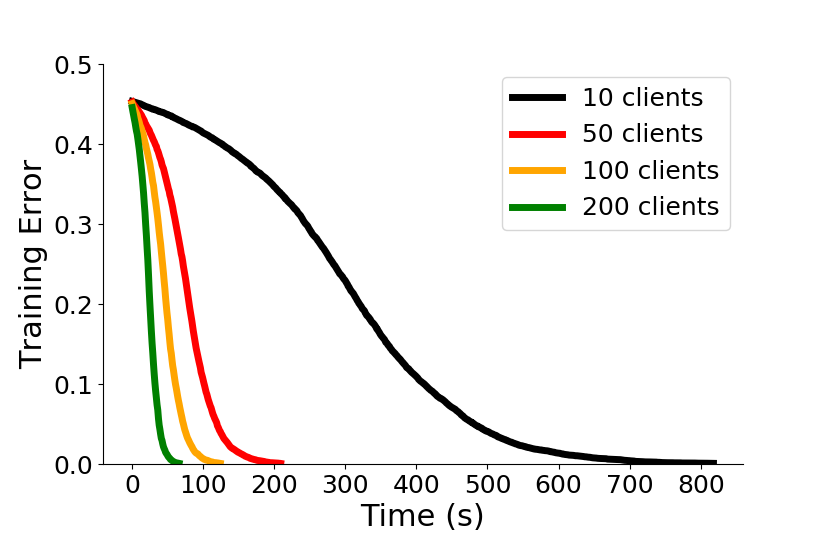 0.5
0.4
0.3
0.2
0.1
0.0
Training Error
10 clients
50 clients
100 clients
200 clients
0 100 200 300 400 500 600 700 800
Time (s)